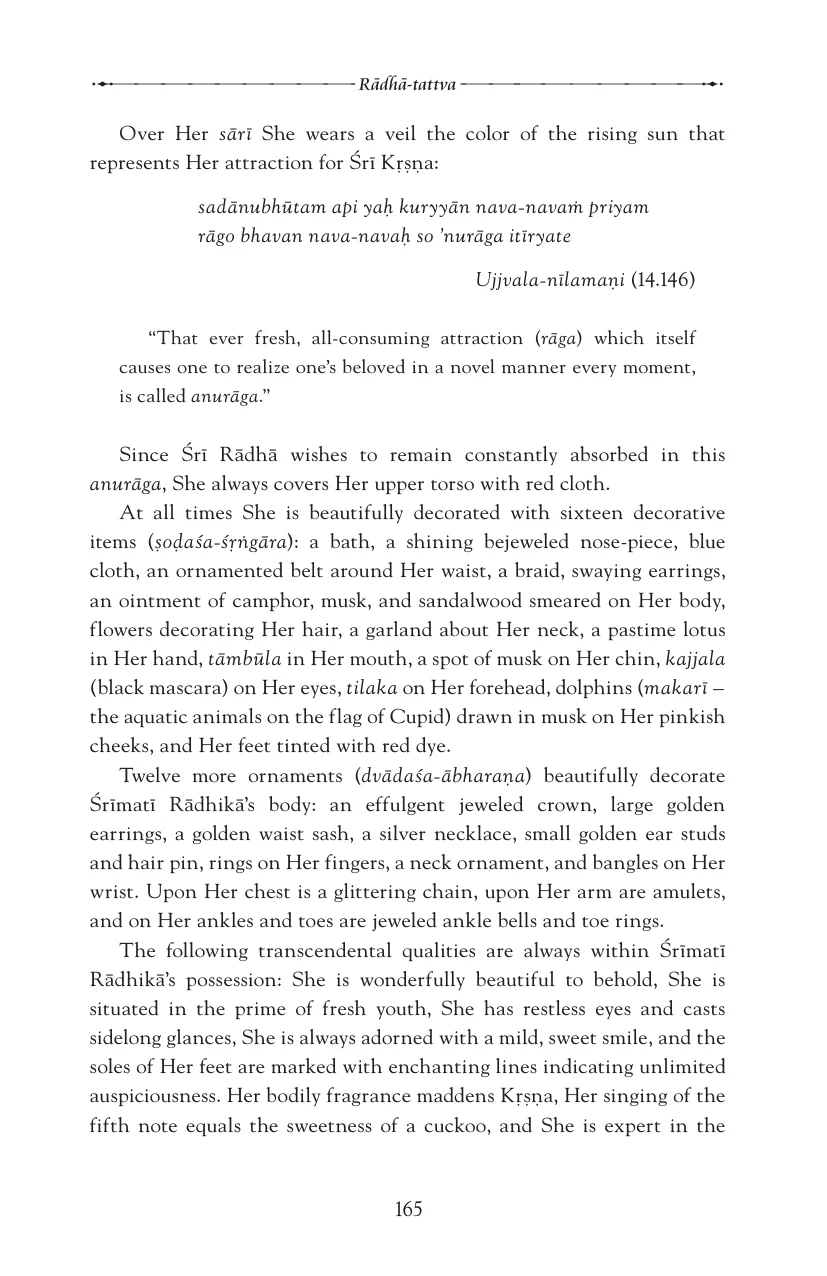 Rādhā-tattva
Over Her sārī She wears a veil the color of the rising sun that
represents Her attraction for Śrī Kṛṣṇa:
sadānubhūtam api yaḥ kuryyān nava-navaṁ priyam
rāgo bhavan nava-navaḥ so ’nurāga itīryate
Ujjvala-nīlamaṇi (14.146)
“That ever fresh, all-consuming attraction (rāga) which itself
causes one to realize one’s beloved in a novel manner every moment,
is called anurāga.”
Since Śrī Rādhā wishes to remain constantly absorbed in this
anurāga, She always covers Her upper torso with red cloth.
At all times She is beautifully decorated with sixteen decorative
items (ṣoḍaśa-śṛṅgāra): a bath, a shining bejeweled nose-piece, blue
cloth, an ornamented belt around Her waist, a braid, swaying earrings,
an ointment of camphor, musk, and sandalwood smeared on Her body,
flowers decorating Her hair, a garland about Her neck, a pastime lotus
in Her hand, tāmbūla in Her mouth, a spot of musk on Her chin, kajjala
(black mascara) on Her eyes, tilaka on Her forehead, dolphins (makarī –
the aquatic animals on the flag of Cupid) drawn in musk on Her pinkish
cheeks, and Her feet tinted with red dye.
Twelve more ornaments (dvādaśa-ābharaṇa) beautifully decorate
Śrīmatī Rādhikā’s body: an effulgent jeweled crown, large golden
earrings, a golden waist sash, a silver necklace, small golden ear studs
and hair pin, rings on Her fingers, a neck ornament, and bangles on Her
wrist. Upon Her chest is a glittering chain, upon Her arm are amulets,
and on Her ankles and toes are jeweled ankle bells and toe rings.
The following transcendental qualities are always within Śrīmatī
Rādhikā’s possession: She is wonderfully beautiful to behold, She is
situated in the prime of fresh youth, She has restless eyes and casts
sidelong glances, She is always adorned with a mild, sweet smile, and the
soles of Her feet are marked with enchanting lines indicating unlimited
auspiciousness. Her bodily fragrance maddens Kṛṣṇa, Her singing of the
fifth note equals the sweetness of a cuckoo, and She is expert in the
165